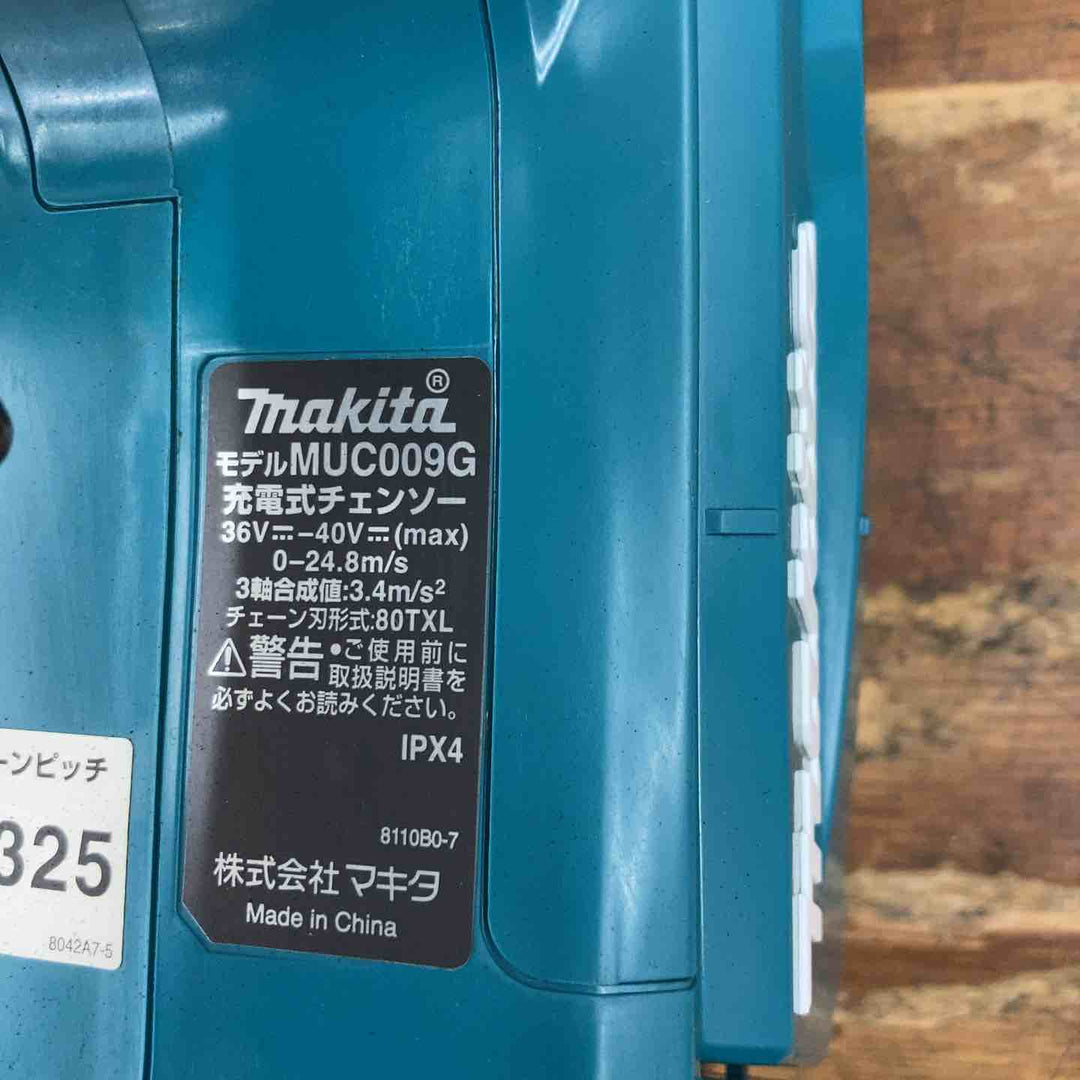 makita®
モデルMUC009G
充電式チェンソー
36V⎓-40V⎓(max)
0-24.8m/s
3軸合成値:3.4m/s²
チェーン刃形式:80TXL
⚠警告 •ご使用前に
取扱説明書を
必ずよくお読みください。
IPX4
8110B0-7
株式会社マキタ
Made in China
ーンピッチ
325
8042A7-5